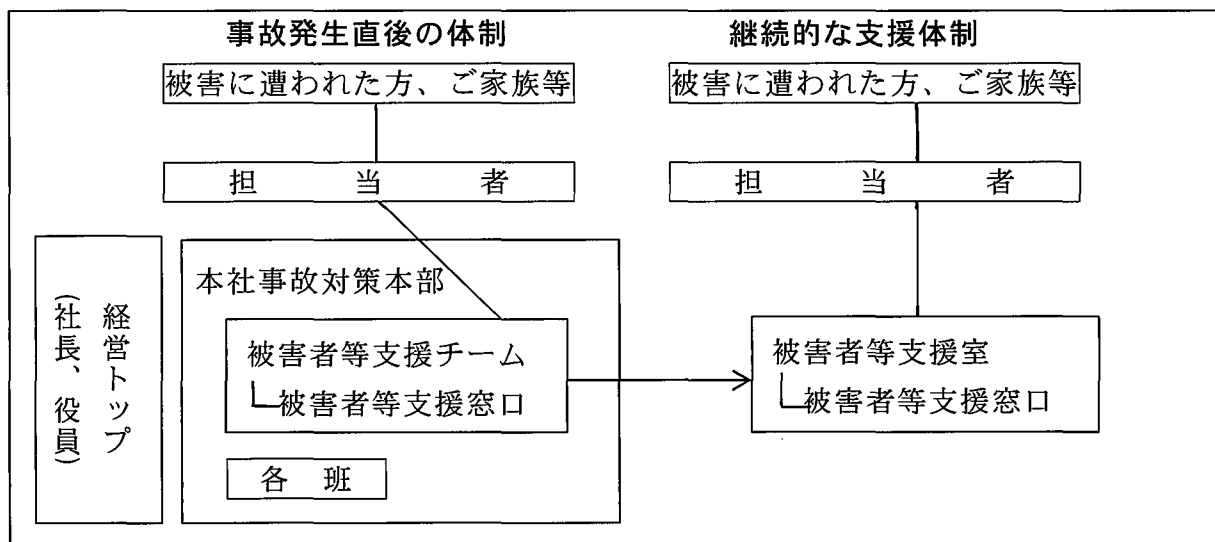 事故発生直後の体制
被害に遭われた方、ご家族等
担当者
経営トップ
(社長、役員)
本社事故対策本部
被害者等支援チーム
被害者等支援窓口
各班
継続的な支援体制
被害に遭われた方、ご家族等
担当者
被害者等支援室
被害者等支援窓口